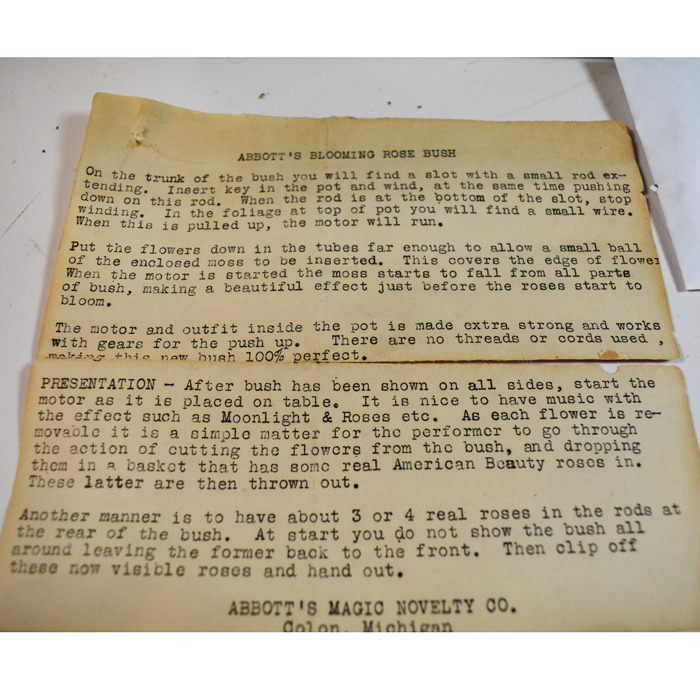 ABBOTT'S BLOOMING ROSE BUSH
On the trunk of the bush you will find a slot with a small rod ex-
tending. Insert key in the pot and wind, at the same time pushing
down on this rod. When the rod is at the bottom of the slot, stop
winding. In the foliage at top of pot you will find a small wire.
When this is pulled up, the motor will run.
Put the flowers down in the tubes far enough to allow a small ball
of the enclosed moss to be inserted. This covers the edge of flower
When the motor is started the moss starts to fall from all parts
of bush, making a beautiful effect just before the roses start to
bloom.
The motor and outfit inside the pot is made extra strong and works
with gears for the push up. There are no threads or cords used ,
making this new bush 100% perfect.
PRESENTATION - After bush has been shown on all sides, start the
motor as it is placed on table. It is nice to have music with
the effect such as Moonlight & Roses etc. As each flower is re-
movable it is a simple matter for the performer to go through
the action of cutting the flowers from the bush, and dropping
them in a basket that has some real American Beauty roses in.
These latter are then thrown out.
Another manner is to have about 3 or 4 real roses in the rods at
the rear of the bush. At start you do not show the bush all
around leaving the former back to the front. Then clip off
these now visible roses and hand out.
ABBOTT'S MAGIC NOVELTY CO.
Colon, Michigan